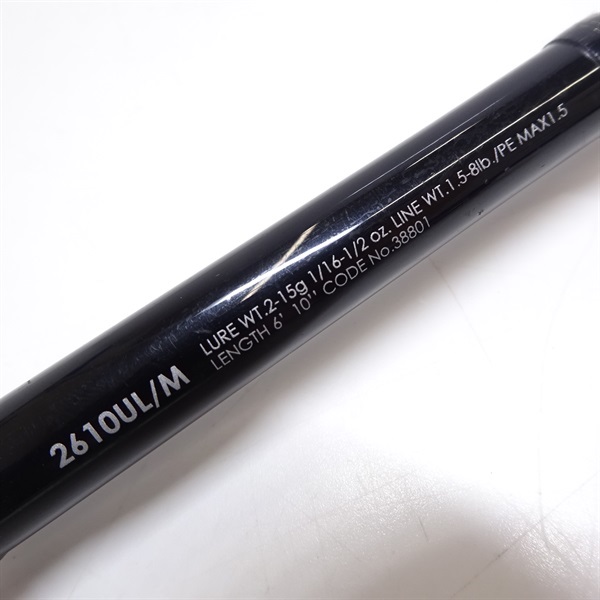 2610UL/M
LURE WT.2-15g 1/16-1/2 oz. LINE WT.1.5-8lb./PE MAX1.5
LENGTH 6' 10'' CODE No.38801